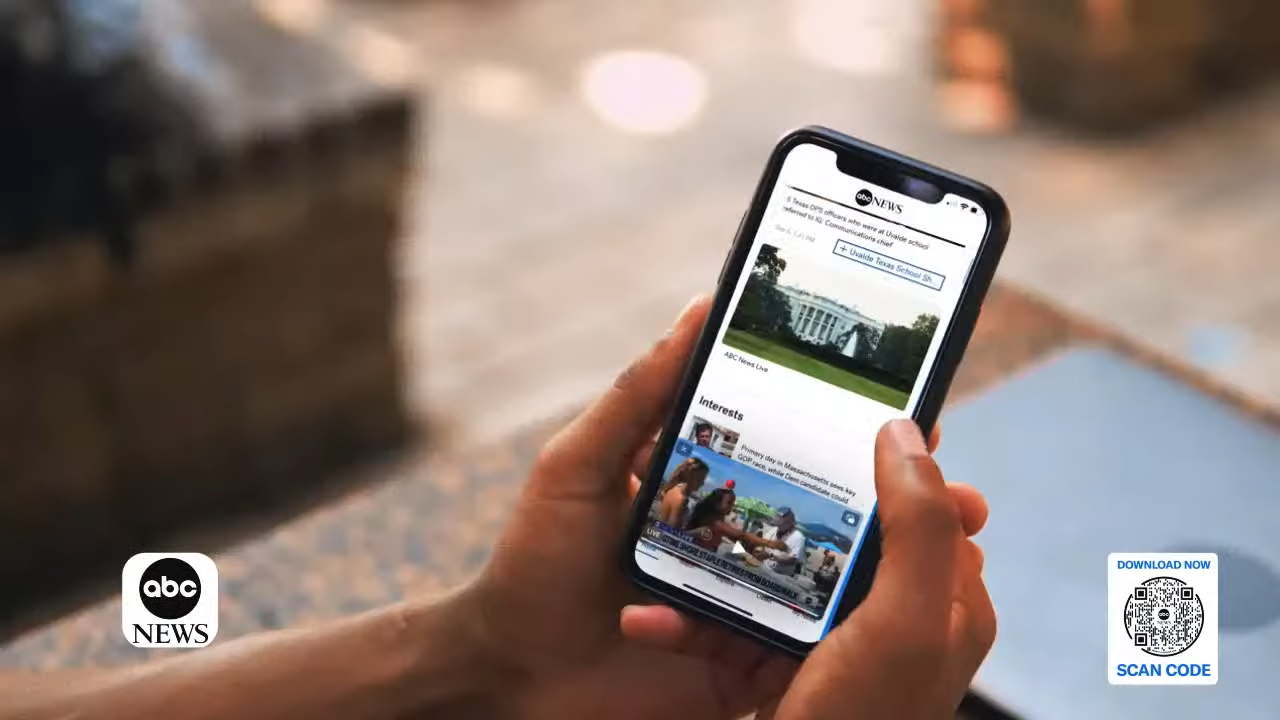 abc NEWS
5 Texas DPS officers who were at Uvalde school
referred to IG: Communications chief
+ Uvalde Texas School Sh
ABC News Live
Interests
Primary day in Massachusetts sees key
GOP race, while Dem candidate could
LIVE
abc
NEWS
DOWNLOAD NOW
SCAN CODE